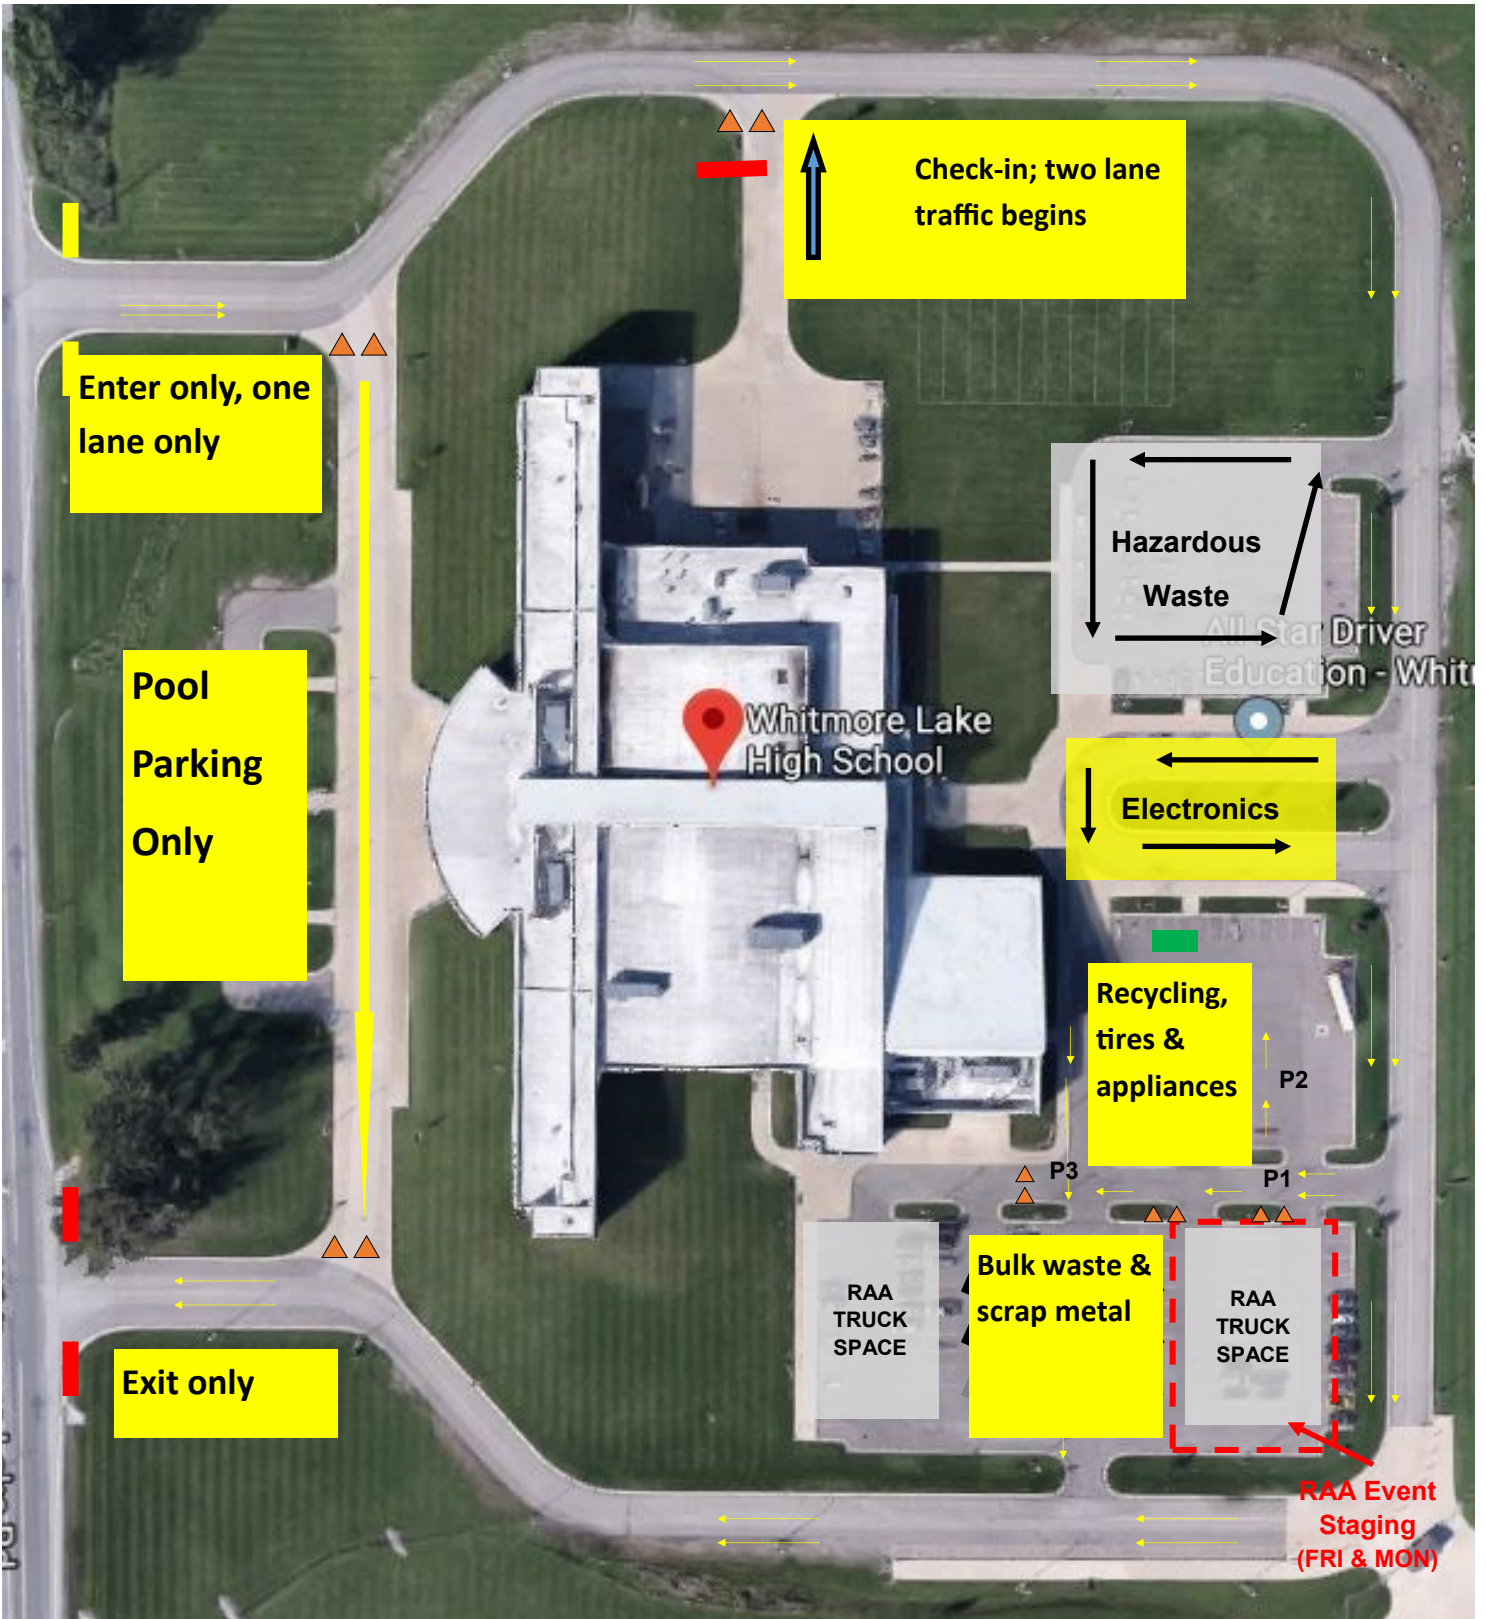 Check-in; two lane
traffic begins
Enter only, one
lane only
Hazardous
Waste
All Star Driver
Education - Whit
Pool
Parking
Only
Whitmore Lake
High School
Electronics
Recycling,
tires &
appliances
P2
P3
P1
Bulk waste &
scrap metal
RAA
TRUCK
SPACE
RAA
TRUCK
SPACE
Exit only
RAA Event
Staging
(FRI & MON)
Rd